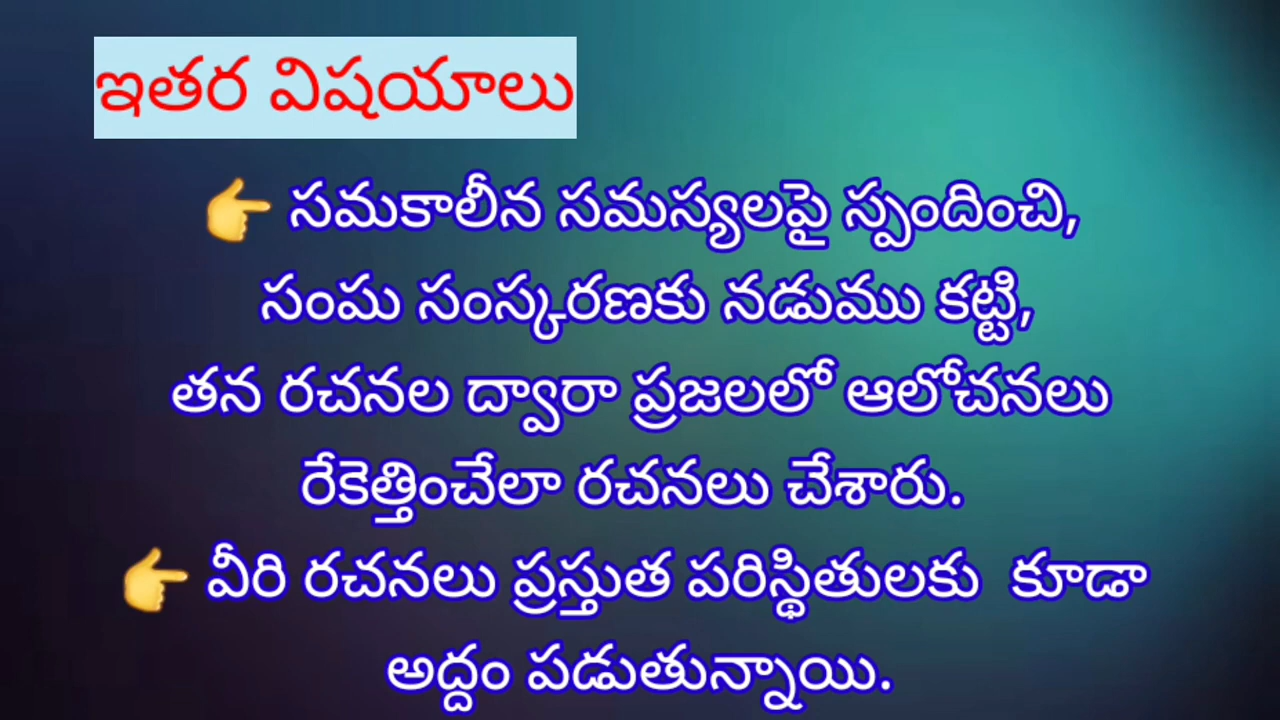 ఇతర విషయాలు
👉 సమకాలీన సమస్యలపై స్పందించి,
సంఘ సంస్కరణకు నడుము కట్టి,
తన రచనల ద్వారా ప్రజలలో ఆలోచనలు
రేకెత్తించేలా రచనలు చేశారు.
👉 వీరి రచనలు ప్రస్తుత పరిస్థితులకు కూడా
అద్దం పడుతున్నాయి.